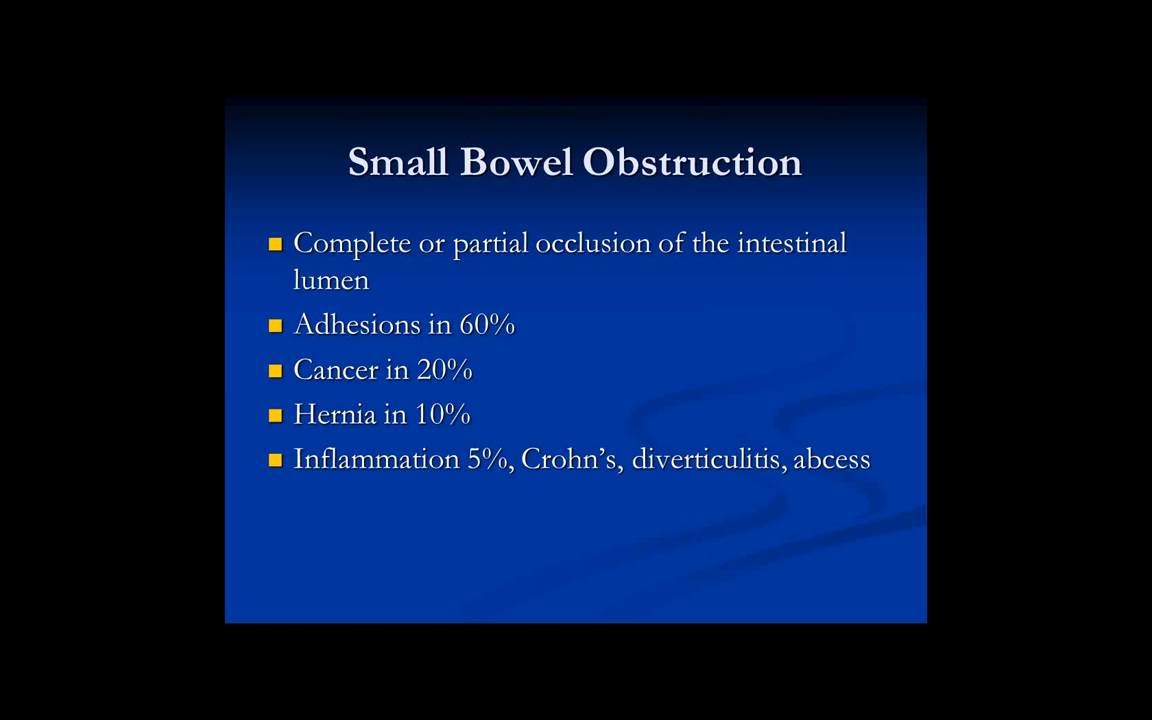 Small Bowel Obstruction
Complete or partial occlusion of the intestinal
lumen
Adhesions in 60%
Cancer in 20%
Hernia in 10%
Inflammation 5%, Crohn’s, diverticulitis, abcess